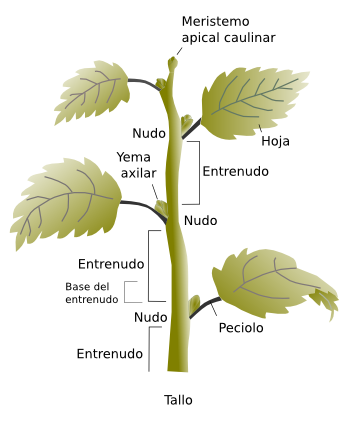 Meristemo
apical caulinar
Nudo
Hoja
Yema
axilar
Entrenudo
Nudo
Entrenudo
Base del
entrenudo
Nudo
Peciolo
Entrenudo
Tallo